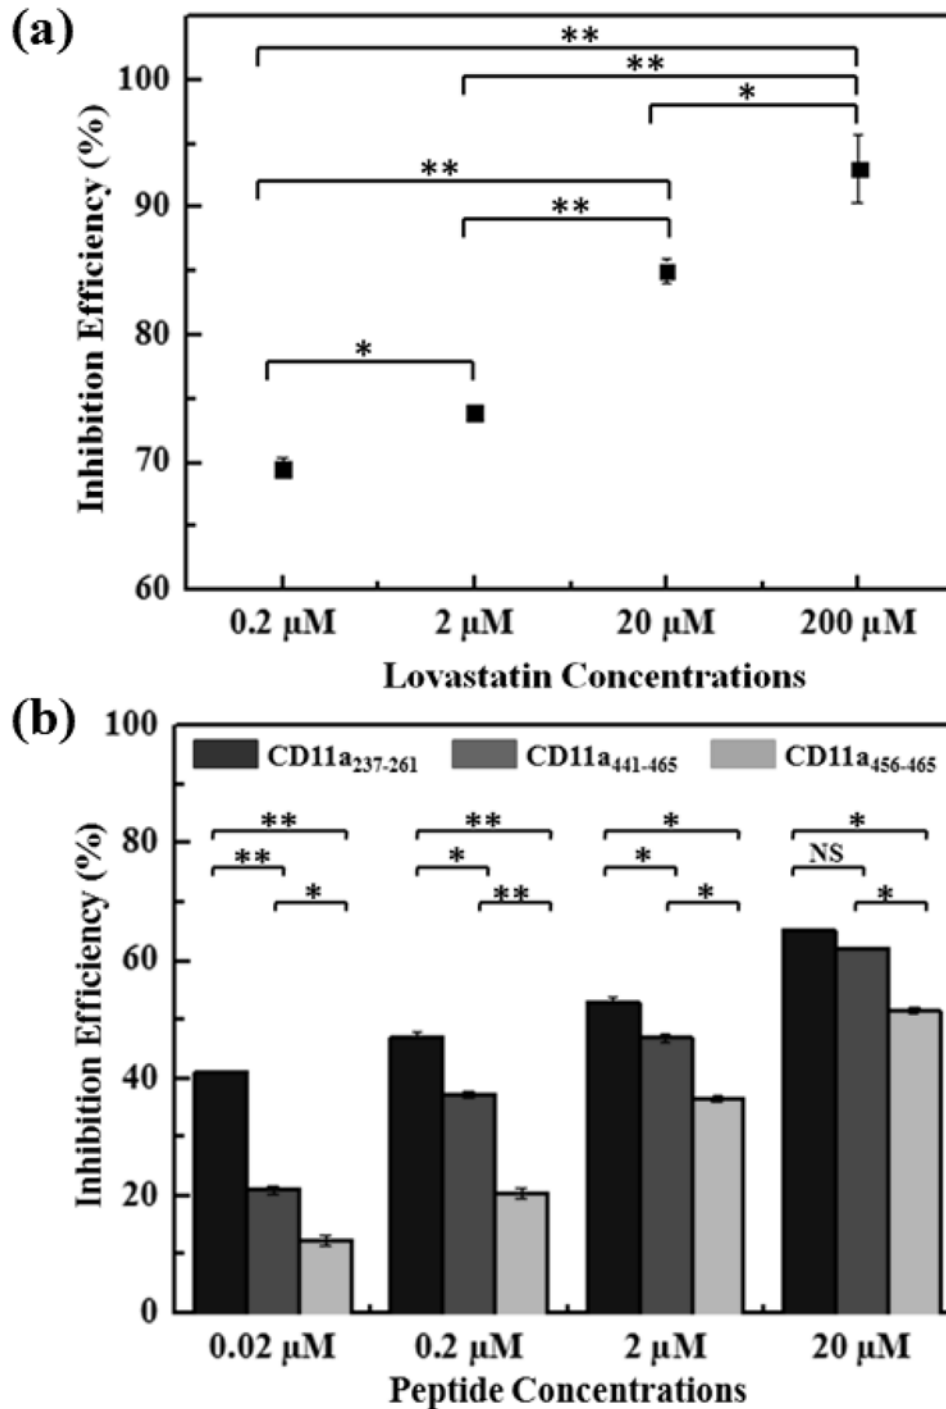 (a)
Inhibition Efficiency (%)
100
90
80
70
60
**
**
*
**
**
*
0.2 μM 2 μM 20 μM 200 μM
Lovastatin Concentrations
(b)
Inhibition Efficiency (%)
100
80
60
40
20
0
CD11a237-261 CD11a441-465 CD11a456-465
** ** * *
** * * NS
* ** * *
0.02 μM 0.2 μM 2 μM 20 μM
Peptide Concentrations